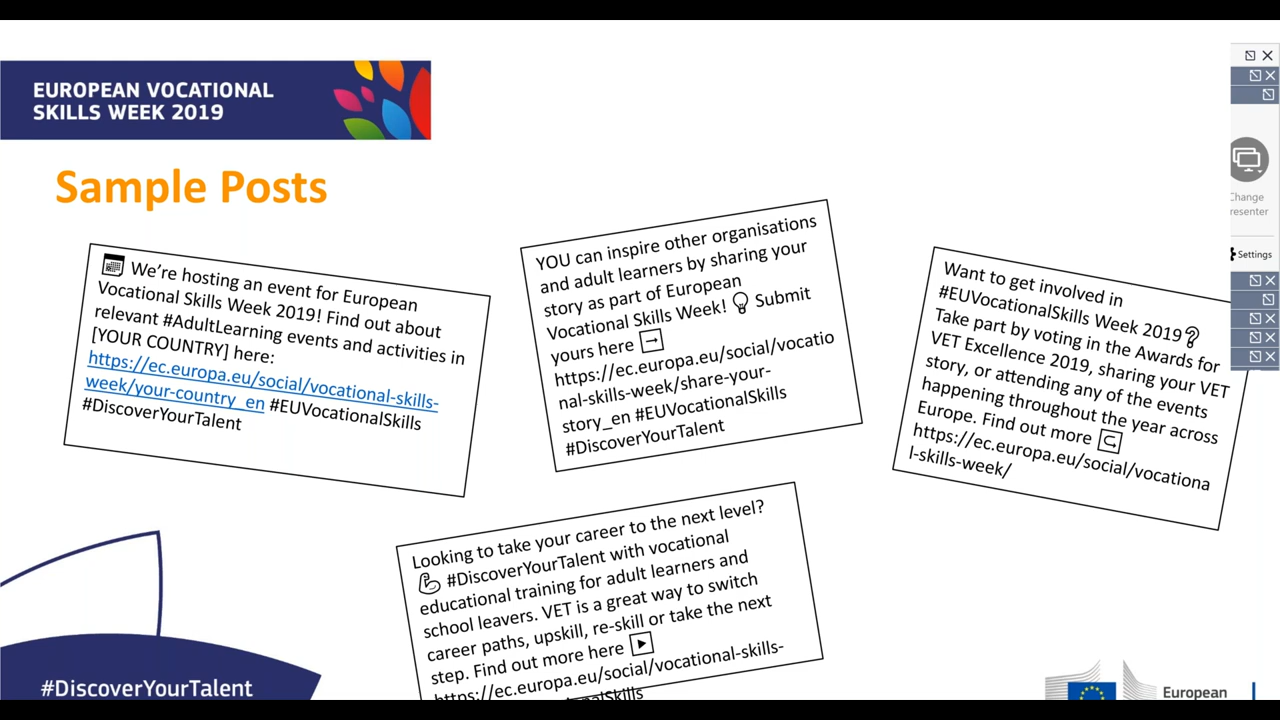 EUROPEAN VOCATIONAL
SKILLS WEEK 2019
Sample Posts
We’re hosting an event for European
Vocational Skills Week 2019! Find out about
relevant #AdultLearning events and activities in
[YOUR COUNTRY] here:
https://ec.europa.eu/social/vocational-skills-
week/your-country_en #EUVocationalSkills
#DiscoverYourTalent
YOU can inspire other organisations
and adult learners by sharing your
story as part of European
Vocational Skills Week! Submit
yours here
https://ec.europa.eu/social/vocatio
nal-skills-week/share-your-
story_en #EUVocationalSkills
#DiscoverYourTalent
Want to get involved in
#EUVocationalSkills Week 2019?
Take part by voting in the Awards for
VET Excellence 2019, sharing your VET
story, or attending any of the events
happening throughout the year across
Europe. Find out more
https://ec.europa.eu/social/vocationa
l-skills-week/
Looking to take your career to the next level?
#DiscoverYourTalent with vocational
educational training for adult learners and
school leavers. VET is a great way to switch
career paths, upskill, re-skill or take the next
step. Find out more here
https://ec.europa.eu/social/vocational-skills-
#DiscoverYourTalent
European
Change
resenter
Settings